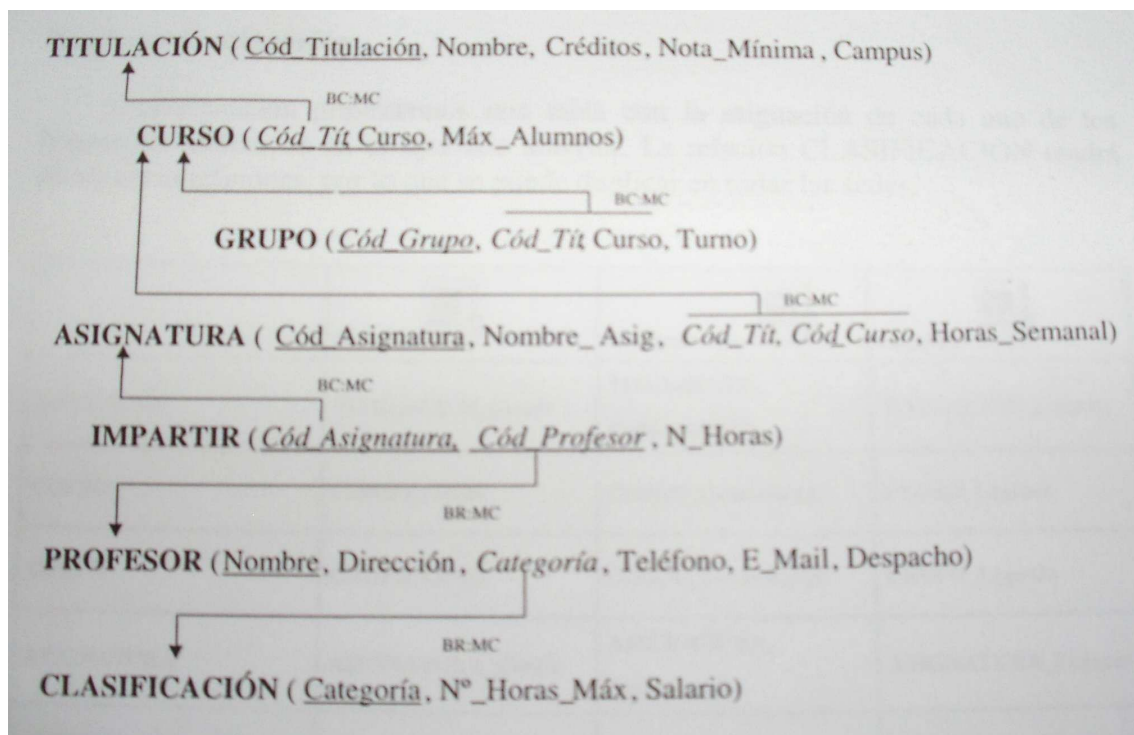 TITULACIÓN ( Cód_Titulación, Nombre, Créditos, Nota_Mínima , Campus)
BC:MC
CURSO ( Cód_Tít, Curso, Máx_Alumnos)
BC:MC
GRUPO ( Cód_Grupo, Cód_Tít, Curso, Turno)
BC:MC
ASIGNATURA ( Cód_Asignatura, Nombre_ Asig, Cód_Tít, Cód_Curso, Horas_Semanal)
BC:MC
IMPARTIR ( Cód_Asignatura, Cód_Profesor , N_Horas)
BR:MC
PROFESOR ( Nombre, Dirección, Categoría, Teléfono, E_Mail, Despacho)
BR:MC
CLASIFICACIÓN ( Categoría, Nº_Horas_Máx, Salario)